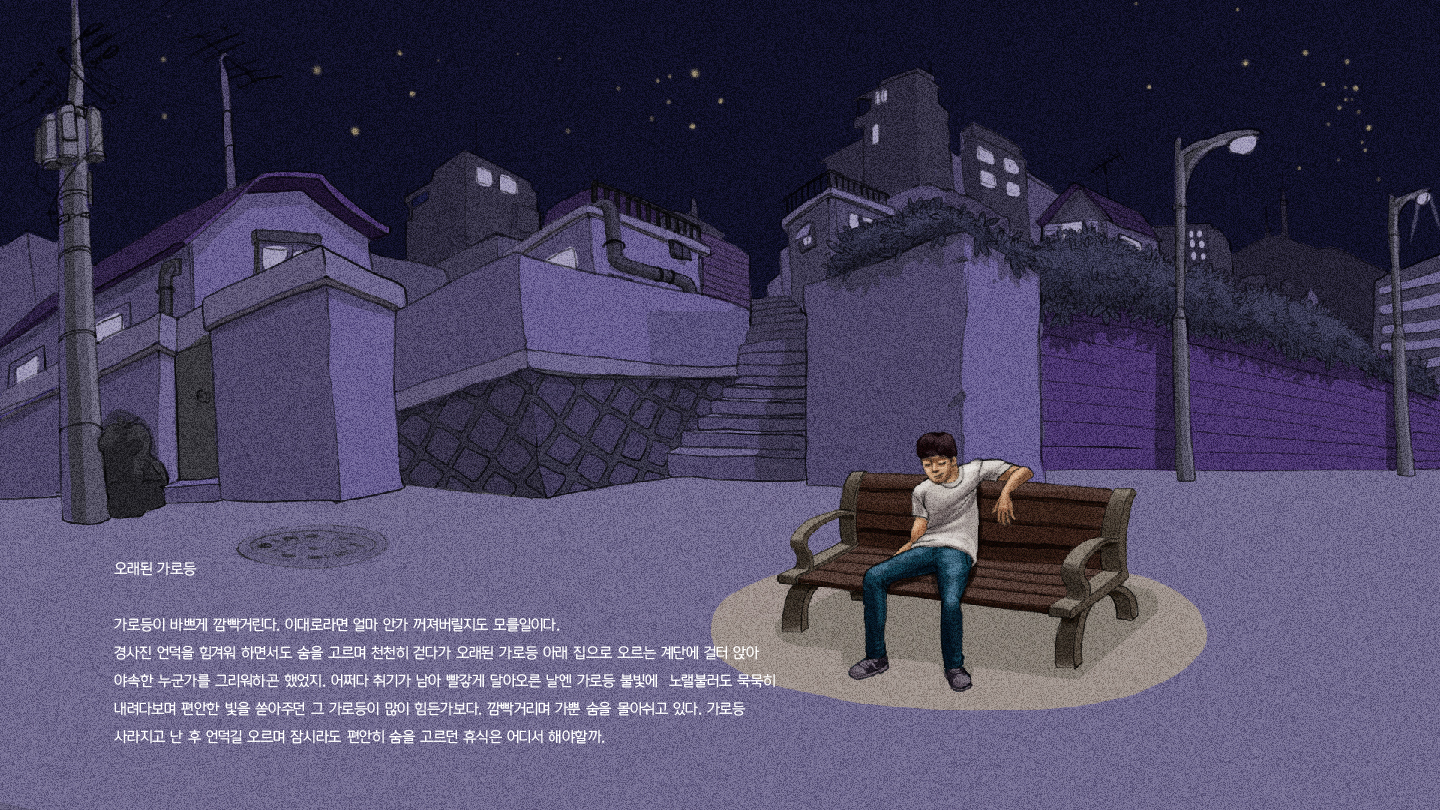 오래된 가로등
가로등이 바쁘게 깜빡거린다. 이대로라면 얼마 안가 꺼져버릴지도 모를일이다.
경사진 언덕을 힘겨워 하면서도 숨을 고르며 천천히 걷다가 오래된 가로등 아래 집으로 오르는 계단에 걸터 앉아
야속한 누군가를 그리워하곤 했었지. 어쩌다 취기가 남아 빨갛게 달아오른 날엔 가로등 불빛에 노랠불러도 묵묵히
내려다보며 편안한 빛을 쏟아주던 그 가로등이 많이 힘든가보다. 깜빡거리며 가쁜 숨을 몰아쉬고 있다. 가로등
사라지고 난 후 언덕길 오르며 잠시라도 편안히 숨을 고르던 휴식은 어디서 해야할까.